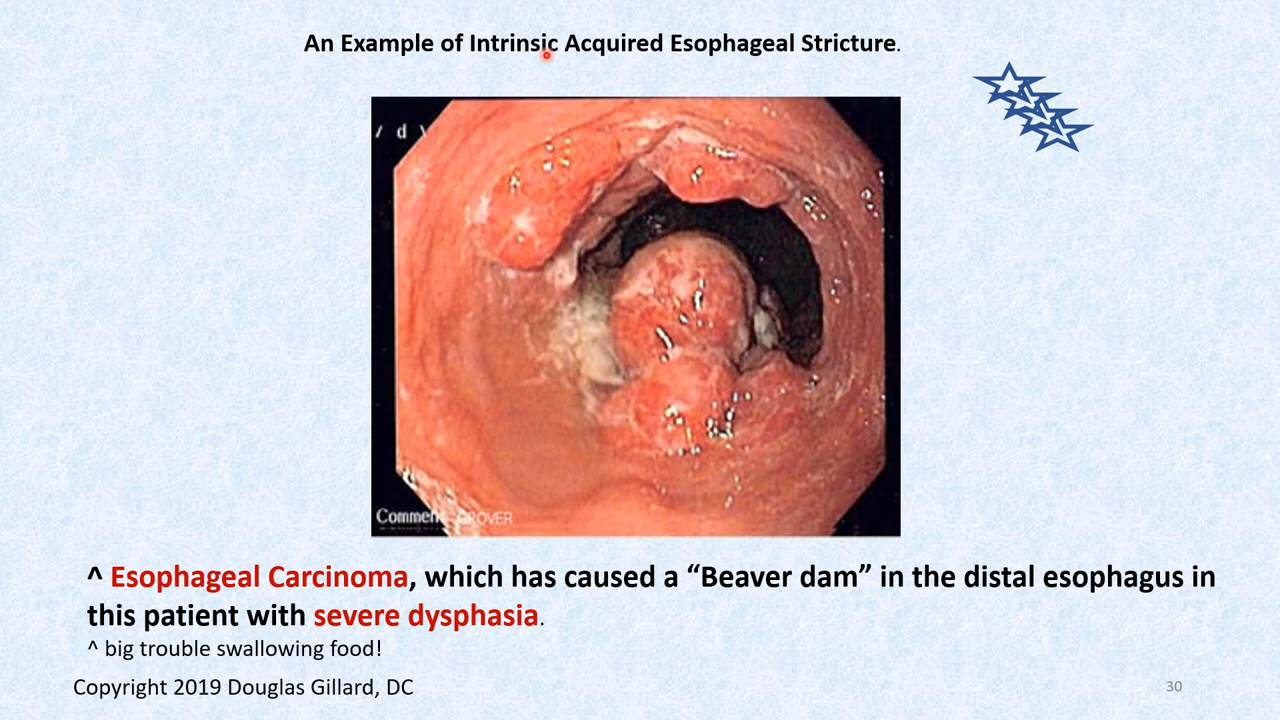 An Example of Intrinsic Acquired Esophageal Stricture.
/ d \
Comment GROVER
^ Esophageal Carcinoma, which has caused a “Beaver dam” in the distal esophagus in
this patient with severe dysphasia.
^ big trouble swallowing food!
Copyright 2019 Douglas Gillard, DC
30